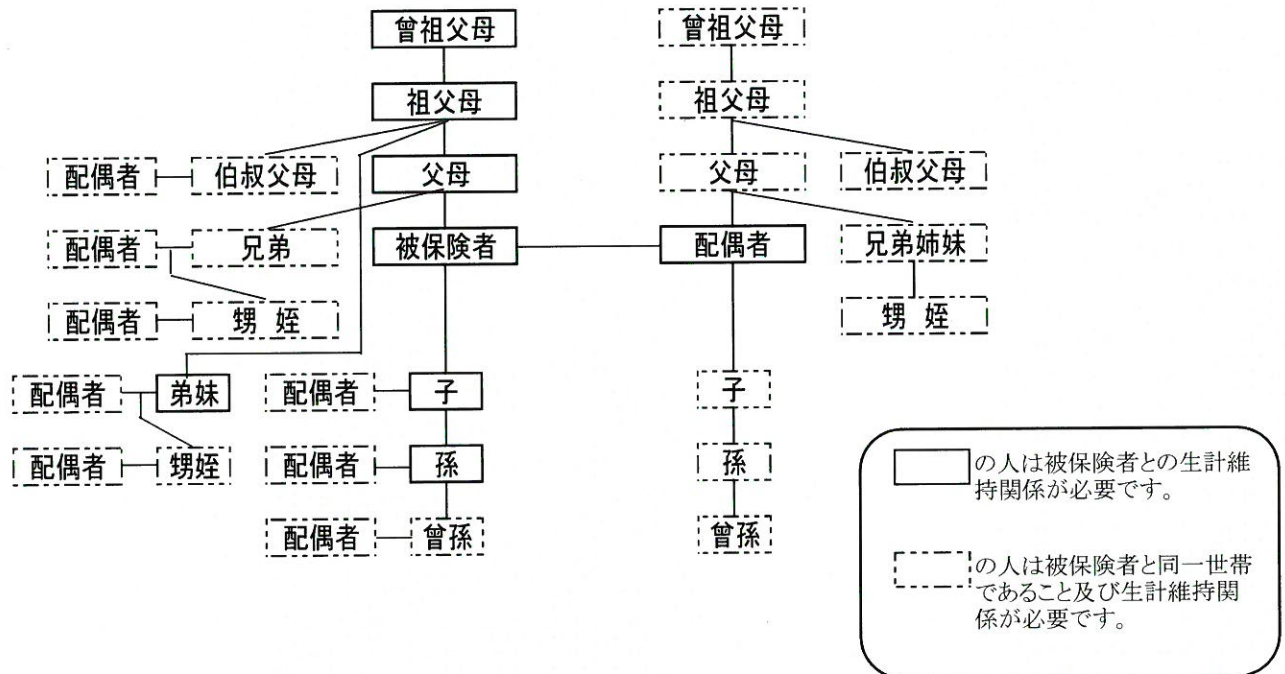 曾祖父母 曾祖父母
祖父母 祖父母
配偶者 伯叔父母 父母 父母 伯叔父母
配偶者 兄弟 被保険者 配偶者 兄弟姉妹
配偶者 甥 姪 甥 姪
配偶者 弟妹 配偶者 子 子
配偶者 甥姪 配偶者 孫 孫
配偶者 曾孫 曾孫
の人は被保険者との生計維
持関係が必要です。
の人は被保険者と同一世帯
であること及び生計維持関
係が必要です。